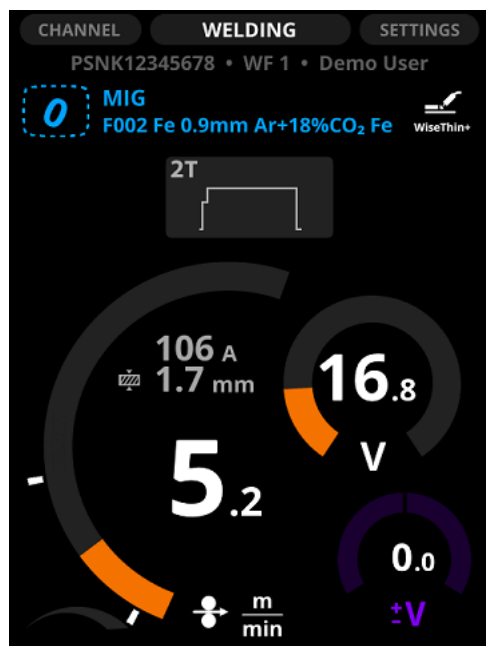 CHANNEL WELDING SETTINGS
PSNK12345678 • WF 1 • Demo User
0
MIG
F002 Fe 0.9mm Ar+18%CO₂ Fe
WiseThin+
2T
106 A
1.7 mm
16.8
V
5.2
0.0
±V
m
min